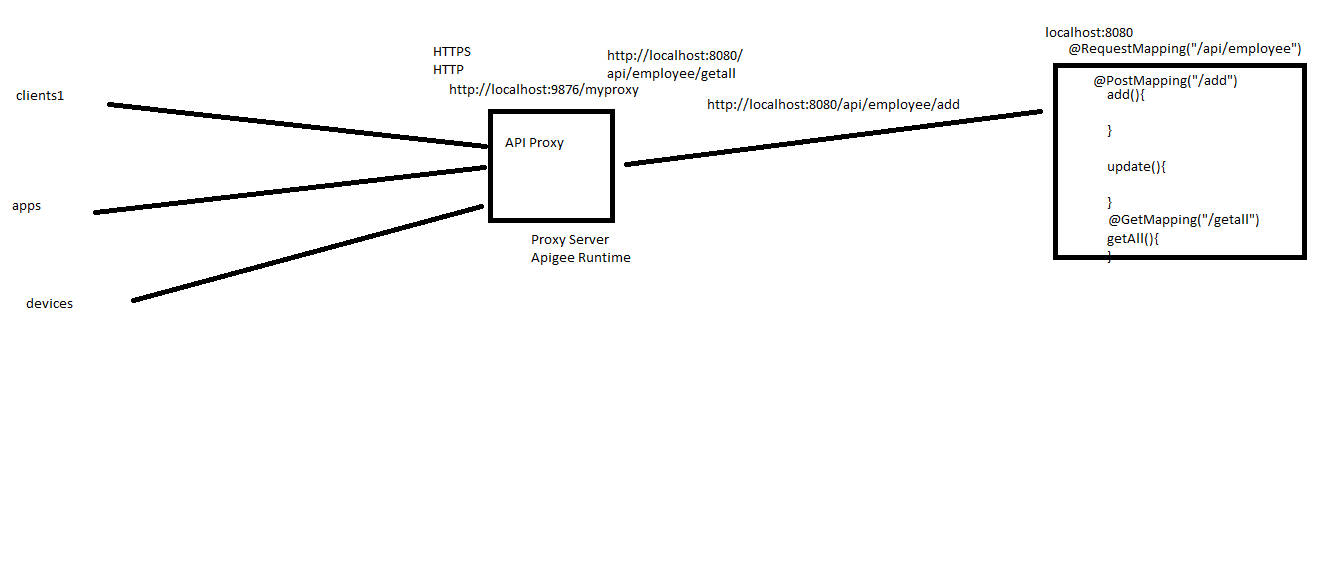 clients1
apps
devices
HTTPS
HTTP
http://localhost:9876/myproxy
API Proxy
Proxy Server
Apigee Runtime
http://localhost:8080/
api/employee/getall
http://localhost:8080/api/employee/add
localhost:8080
@RequestMapping("/api/employee")
@PostMapping("/add")
add(){
}
update(){
}
@GetMapping("/getall")
getAll(){
}